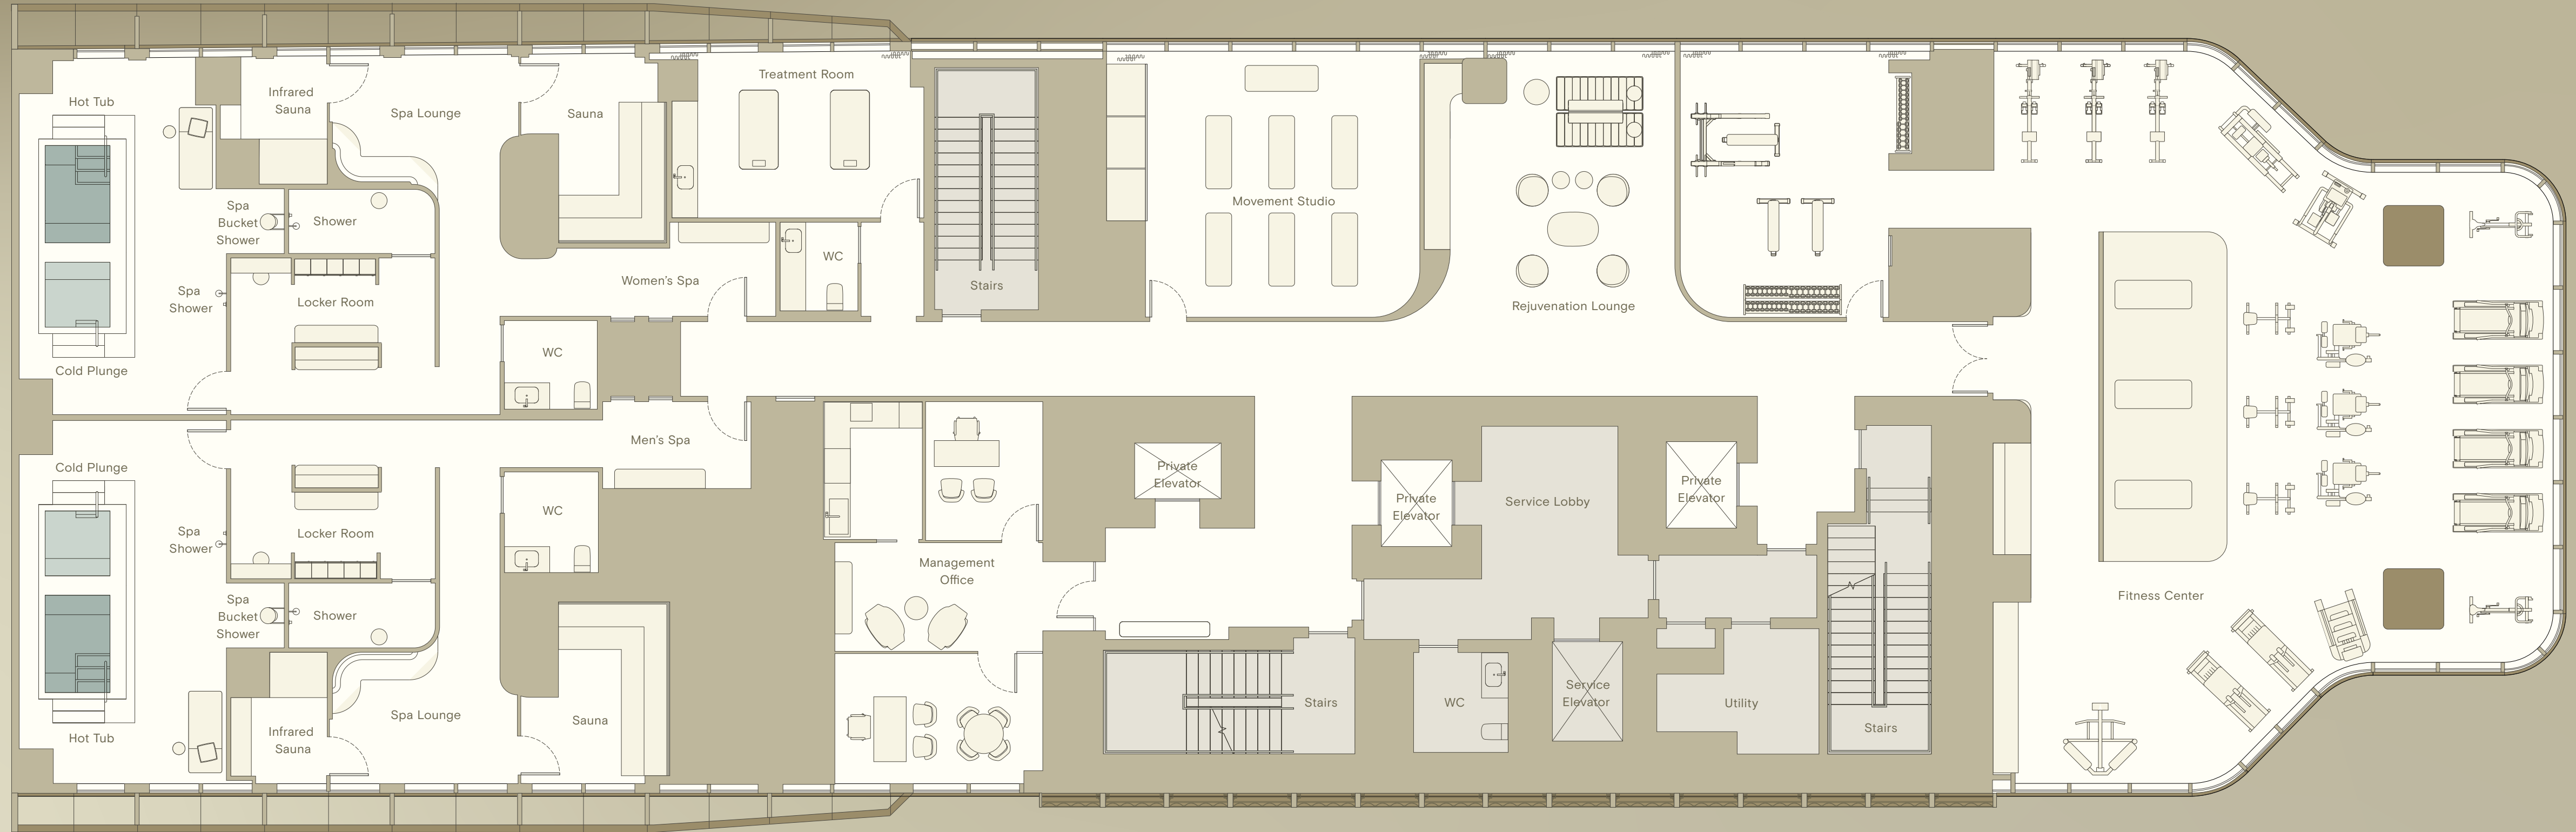 Hot Tub
Infrared
Sauna
Spa Lounge
Sauna
Treatment Room
Spa
Bucket
Shower
Shower
Movement Studio
WC
Women's Spa
Stairs
Spa
Shower
Locker Room
Rejuvenation Lounge
WC
Cold Plunge
Men's Spa
Cold Plunge
Private
Elevator
Private
Elevator
Private
Elevator
Service Lobby
WC
Spa
Shower
Locker Room
Management
Office
Fitness Center
Spa
Bucket
Shower
Shower
Service
Elevator
Stairs
WC
Utility
Spa Lounge
Sauna
Stairs
Infrared
Sauna
Hot Tub